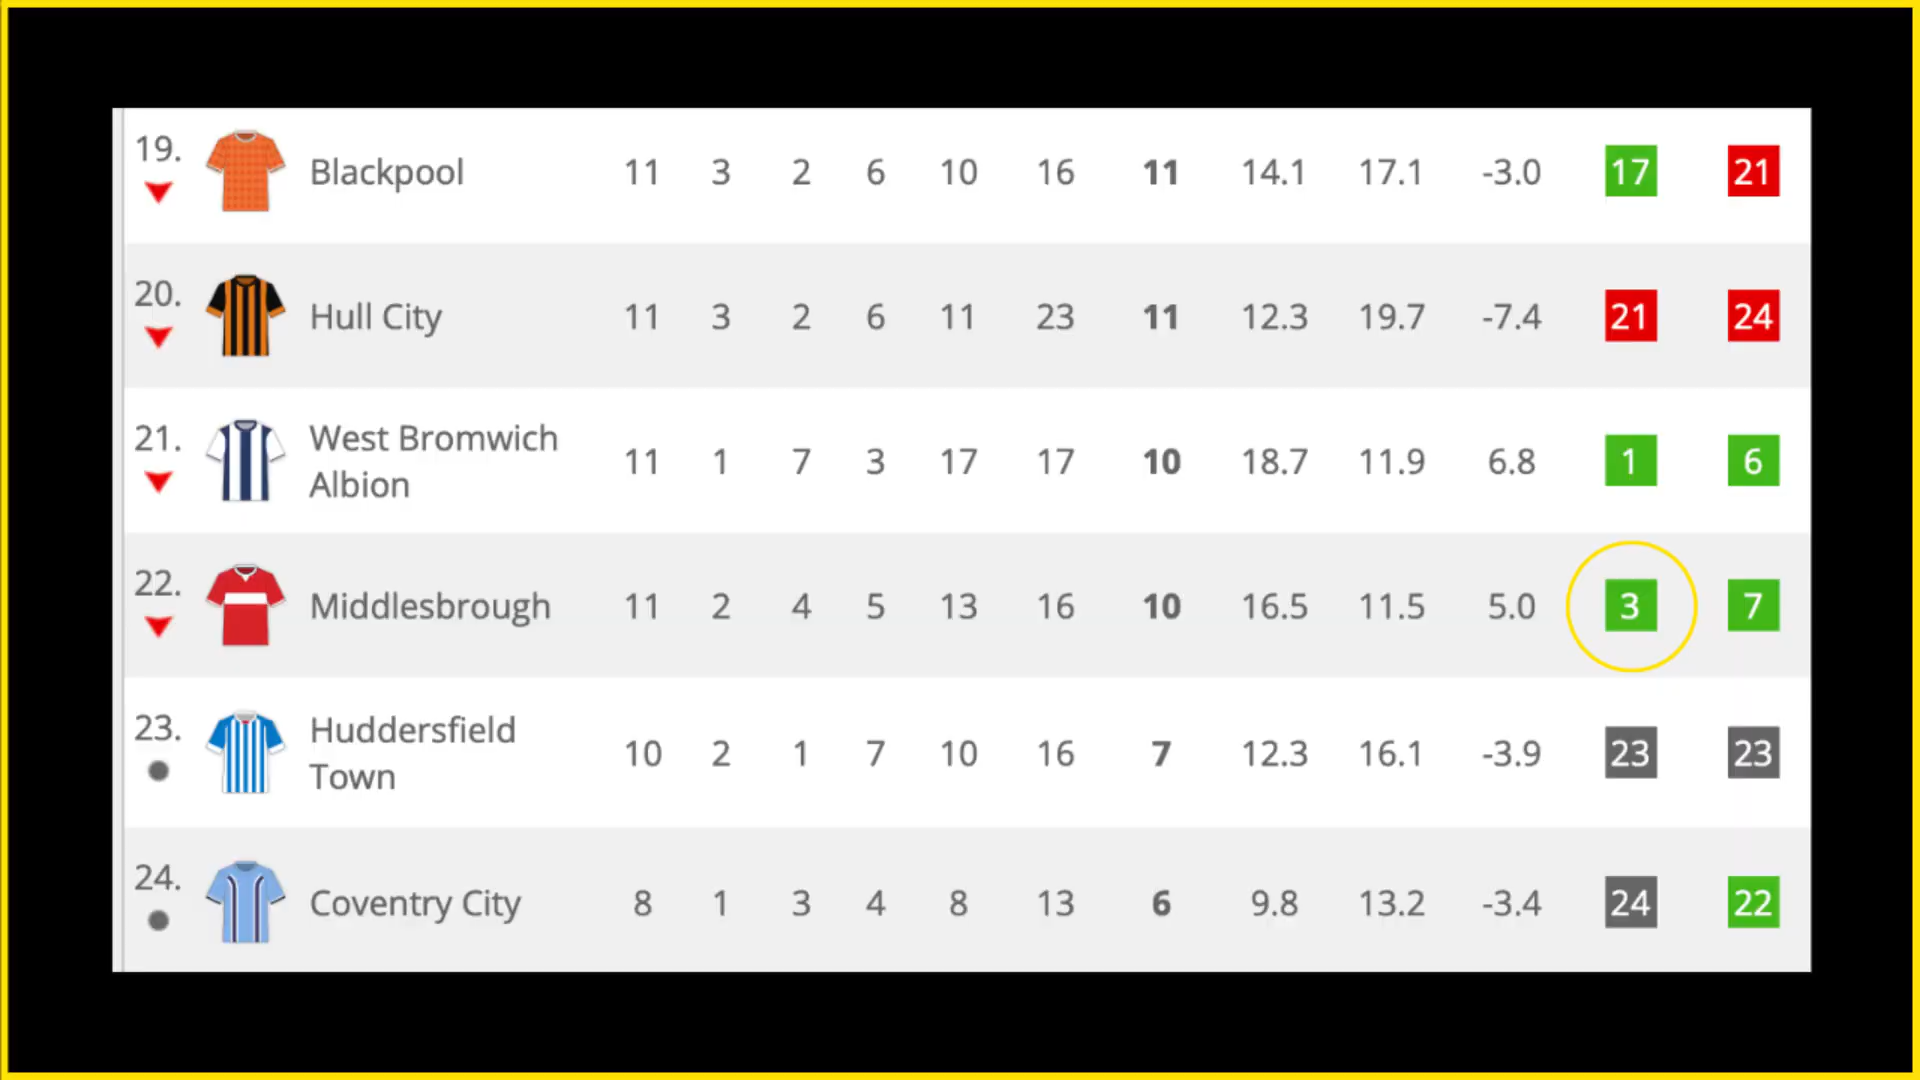 19. Blackpool 11 3 2 6 10 16 11 14.1 17.1 -3.0 17 21
20. Hull City 11 3 2 6 11 23 11 12.3 19.7 -7.4 21 24
21. West Bromwich
Albion 11 1 7 3 17 17 10 18.7 11.9 6.8 1 6
22. Middlesbrough 11 2 4 5 13 16 10 16.5 11.5 5.0 3 7
23. Huddersfield
Town 10 2 1 7 10 16 7 12.3 16.1 -3.9 23 23
24. Coventry City 8 1 3 4 8 13 6 9.8 13.2 -3.4 24 22